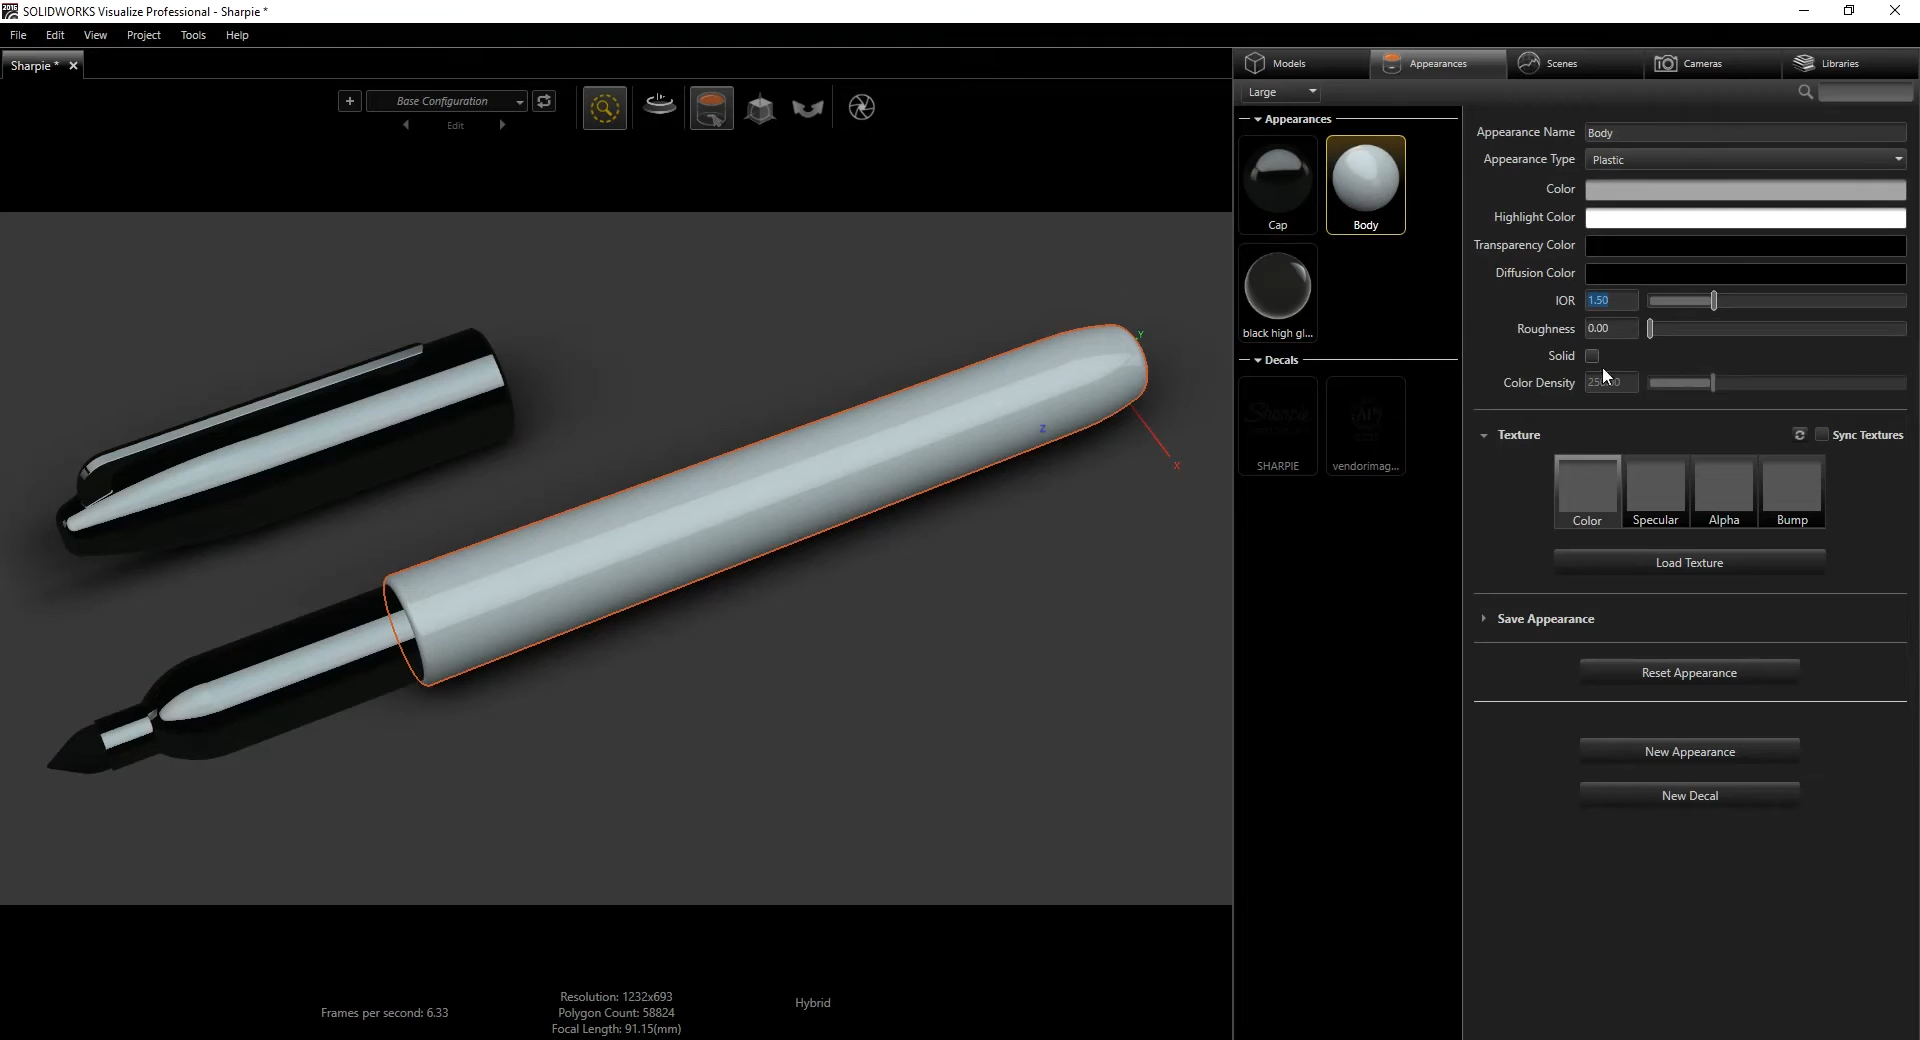 SOLIDWORKS Visualize Professional - Sharpie *
File Edit View Project Tools Help
Sharpie *
Base Configuration
Edit
Models Appearances Scenes Cameras Libraries
Large
Appearances
Cap Body
black high gl...
Decals
SHARPIE vendorimag...
Appearance Name Body
Appearance Type Plastic
Color
Highlight Color
Transparency Color
Diffusion Color
IOR 1.50
Roughness 0.00
Solid
Color Density
Texture Sync Textures
Color Specular Alpha Bump
Load Texture
Save Appearance
Reset Appearance
New Appearance
New Decal
Y
Z
X
Frames per second: 6.33
Resolution: 1232x693
Polygon Count: 58824
Focal Length: 91.15(mm)
Hybrid